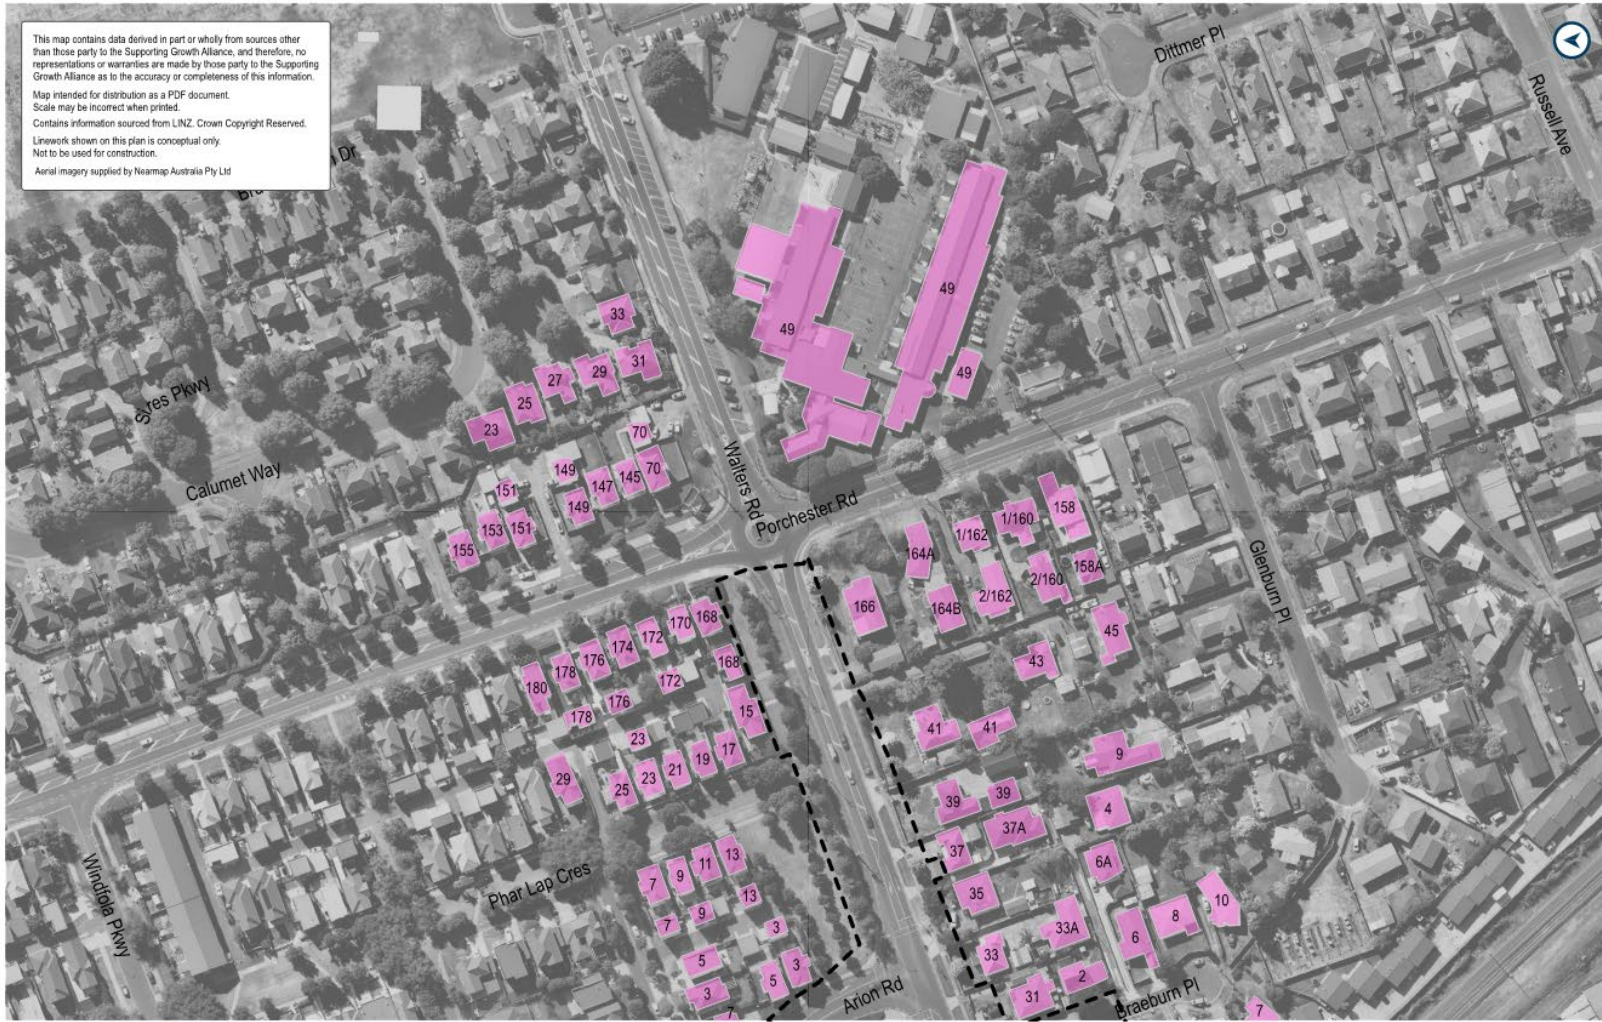 This map contains data derived in part or wholly from sources other
than those party to the Supporting Growth Alliance, and therefore, no
representations or warranties are made by those party to the Supporting
Growth Alliance as to the accuracy or completeness of this information.
Map intended for distribution as a PDF document.
Scale may be incorrect when printed.
Contains information sourced from LINZ. Crown Copyright Reserved.
Linework shown on this plan is conceptual only.
Not to be used for construction.
Aerial imagery supplied by Nearmap Australia Pty Ltd
Dr
Dittmer Pl
Russell Ave
49
33
49
31
29
49
27
25
23
Syres Pkwy
70
Calumet Way
149
70
145
147
151
149
Walters Rd
Porchester Rd
153
151
155
158
1/160
1/162
164A
158A
2/160
2/162
Glenburn Pl
166
164B
168
170
172
174
176
178
180
45
43
168
172
176
178
15
41
41
23
17
19
21
23
25
29
9
39
39
4
37A
37
13
11
9
7
6A
Windfola Pkwy
Phar Lap Cres
13
35
10
9
7
3
8
33A
6
33
5
3
5
2
3
31
Arion Rd
Braeburn Pl
7
7